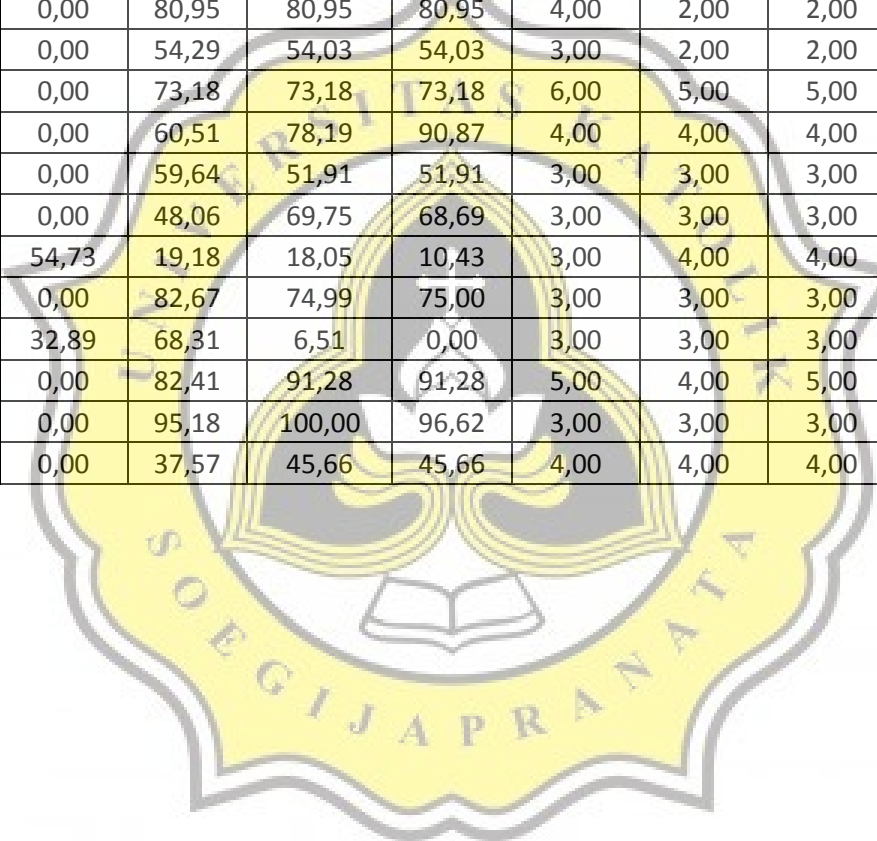 0,00 80,95 80,95 80,95 4,00 2,00 2,00
0,00 54,29 54,03 54,03 3,00 2,00 2,00
0,00 73,18 73,18 73,18 6,00 5,00 5,00
0,00 60,51 78,19 90,87 4,00 4,00 4,00
0,00 59,64 51,91 51,91 3,00 3,00 3,00
0,00 48,06 69,75 68,69 3,00 3,00 3,00
54,73 19,18 18,05 10,43 3,00 4,00 4,00
0,00 82,67 74,99 75,00 3,00 3,00 3,00
32,89 68,31 6,51 0,00 3,00 3,00 3,00
0,00 82,41 91,28 91,28 5,00 4,00 5,00
0,00 95,18 100,00 96,62 3,00 3,00 3,00
0,00 37,57 45,66 45,66 4,00 4,00 4,00
UNIVERSITAS KATOLIK
SOEGIJAPRANATA